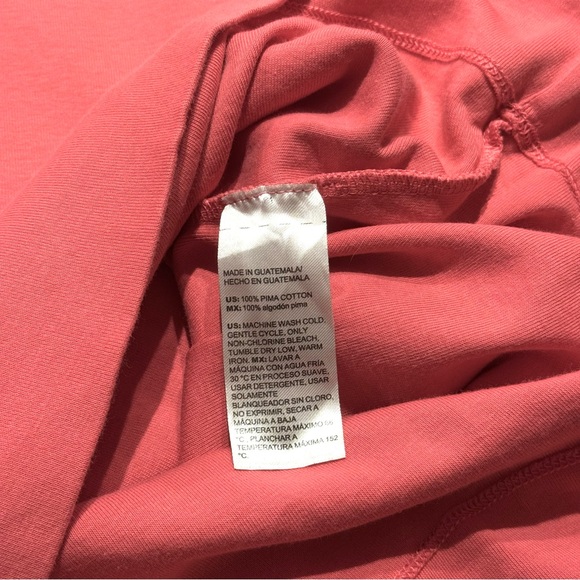 MADE IN GUATEMALA/
HECHO EN GUATEMALA
US: 100% PIMA COTTON
MX: 100% algodón pima
US: MACHINE WASH COLD,
GENTLE CYCLE, ONLY
NON-CHLORINE BLEACH,
TUMBLE DRY LOW, WARM
IRON. MX: LAVAR A
MÁQUINA CON AGUA FRÍA
30 °C EN PROCESO SUAVE,
USAR DETERGENTE, USAR
SOLAMENTE
BLANQUEADOR SIN CLORO,
NO EXPRIMIR, SECAR A
MÁQUINA A BAJA
TEMPERATURA MÁXIMO
°C, PLANCHAR A
TEMPERATURA MÁXIMA 152
°C.